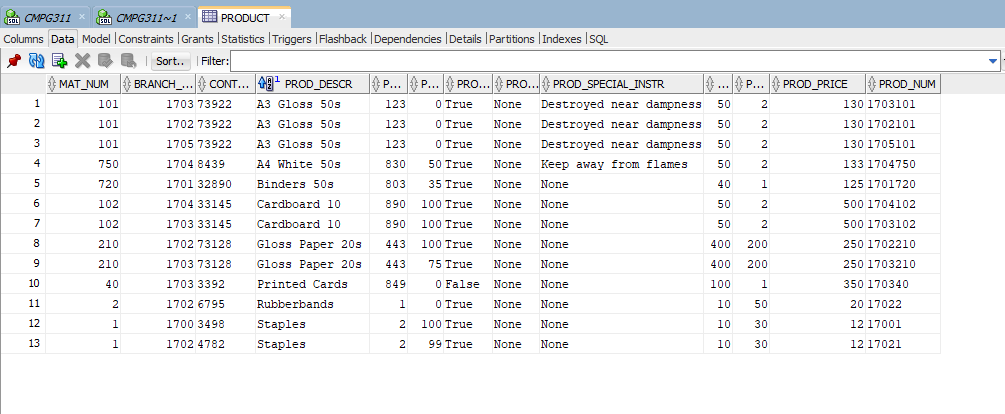 CMPG311 CMPG311~1 PRODUCT
Columns Data Model Constraints Grants Statistics Triggers Flashback Dependencies Details Partitions Indexes SQL
Sort.. Filter:
MAT_NUM BRANCH_... CONT... 1 PROD_DESCR P... P... PRO... PRO... PROD_SPECIAL_INSTR ... P... PROD_PRICE PROD_NUM
1 101 1703 73922 A3 Gloss 50s 123 0 True None Destroyed near dampness 50 2 130 1703101
2 101 1702 73922 A3 Gloss 50s 123 0 True None Destroyed near dampness 50 2 130 1702101
3 101 1705 73922 A3 Gloss 50s 123 0 True None Destroyed near dampness 50 2 130 1705101
4 750 1704 8439 A4 White 50s 830 50 True None Keep away from flames 50 2 133 1704750
5 720 1701 32890 Binders 50s 803 35 True None None 40 1 125 1701720
6 102 1704 33145 Cardboard 10 890 100 True None None 50 2 500 1704102
7 102 1703 33145 Cardboard 10 890 100 True None None 50 2 500 1703102
8 210 1702 73128 Gloss Paper 20s 443 100 True None None 400 200 250 1702210
9 210 1703 73128 Gloss Paper 20s 443 75 True None None 400 200 250 1703210
10 40 1703 3392 Printed Cards 849 0 False None None 100 1 350 170340
11 2 1702 6795 Rubberbands 1 0 True None None 10 50 20 17022
12 1 1700 3498 Staples 2 100 True None None 10 30 12 17001
13 1 1702 4782 Staples 2 99 True None None 10 30 12 17021